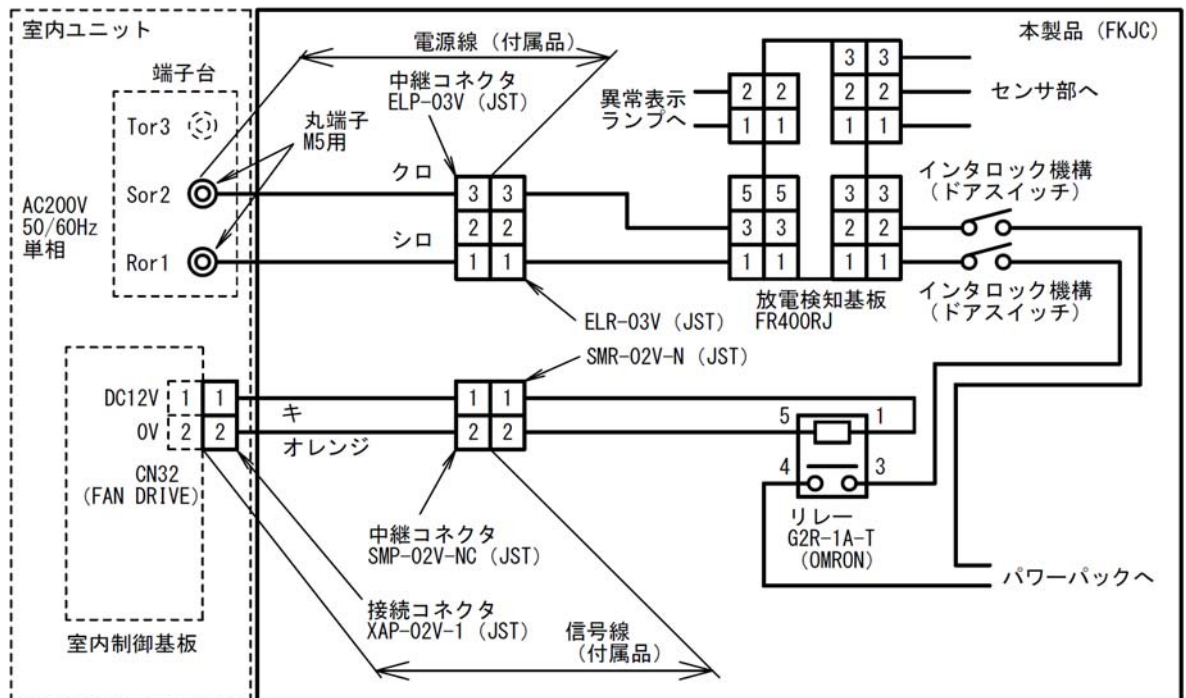 室内ユニット
端子台
Tor3
Sor2
Ror1
AC200V
50/60Hz
単相
丸端子
M5用
電源線（付属品）
中継コネクタ
ELP-03V（JST）
クロ
シロ
3 3
2 2
1 1
ELR-03V（JST）
本製品（FKJC）
異常表示
ランプへ
2 2
1 1
3 3
2 2
1 1
センサ部へ
5 5
3 3
1 1
3 3
2 2
1 1
放電検知基板
FR400RJ
インタロック機構
（ドアスイッチ）
インタロック機構
（ドアスイッチ）
SMR-02V-N（JST）
DC12V 1 1
0V 2 2
キ
オレンジ
1 1
2 2
CN32
(FAN DRIVE)
室内制御基板
中継コネクタ
SMP-02V-NC（JST）
接続コネクタ
XAP-02V-1（JST）
信号線
（付属品）
5 1
4 3
リレー
G2R-1A-T
（OMRON）
パワーパックへ